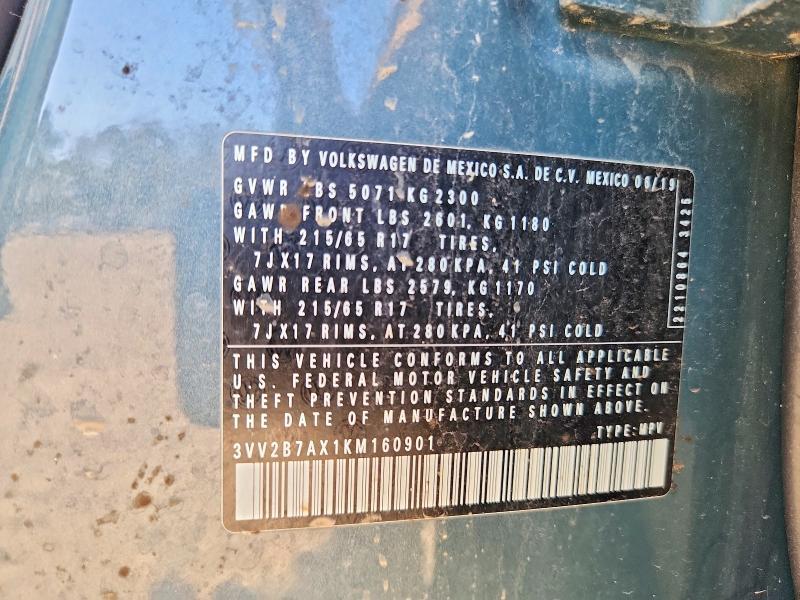 MFD BY VOLKSWAGEN DE MEXICO S.A. DE C.V. MEXICO 06/19
GVWR LBS 5071 KG 2300
GAWR FRONT LBS 2601, KG 1180
WITH 215/65 R17 TIRES,
7JX17 RIMS, AT 280 KPA, 41 PSI COLD
GAWR REAR LBS 2579, KG 1170
WITH 215/65 R17 TIRES,
7JX17 RIMS, AT 280 KPA, 41 PSI COLD
2210804 3425
THIS VEHICLE CONFORMS TO ALL APPLICABLE
U.S. FEDERAL MOTOR VEHICLE SAFETY AND
THEFT PREVENTION STANDARDS IN EFFECT ON
THE DATE OF MANUFACTURE SHOWN ABOVE.
3VV2B7AX1KM160901 TYPE: MPV